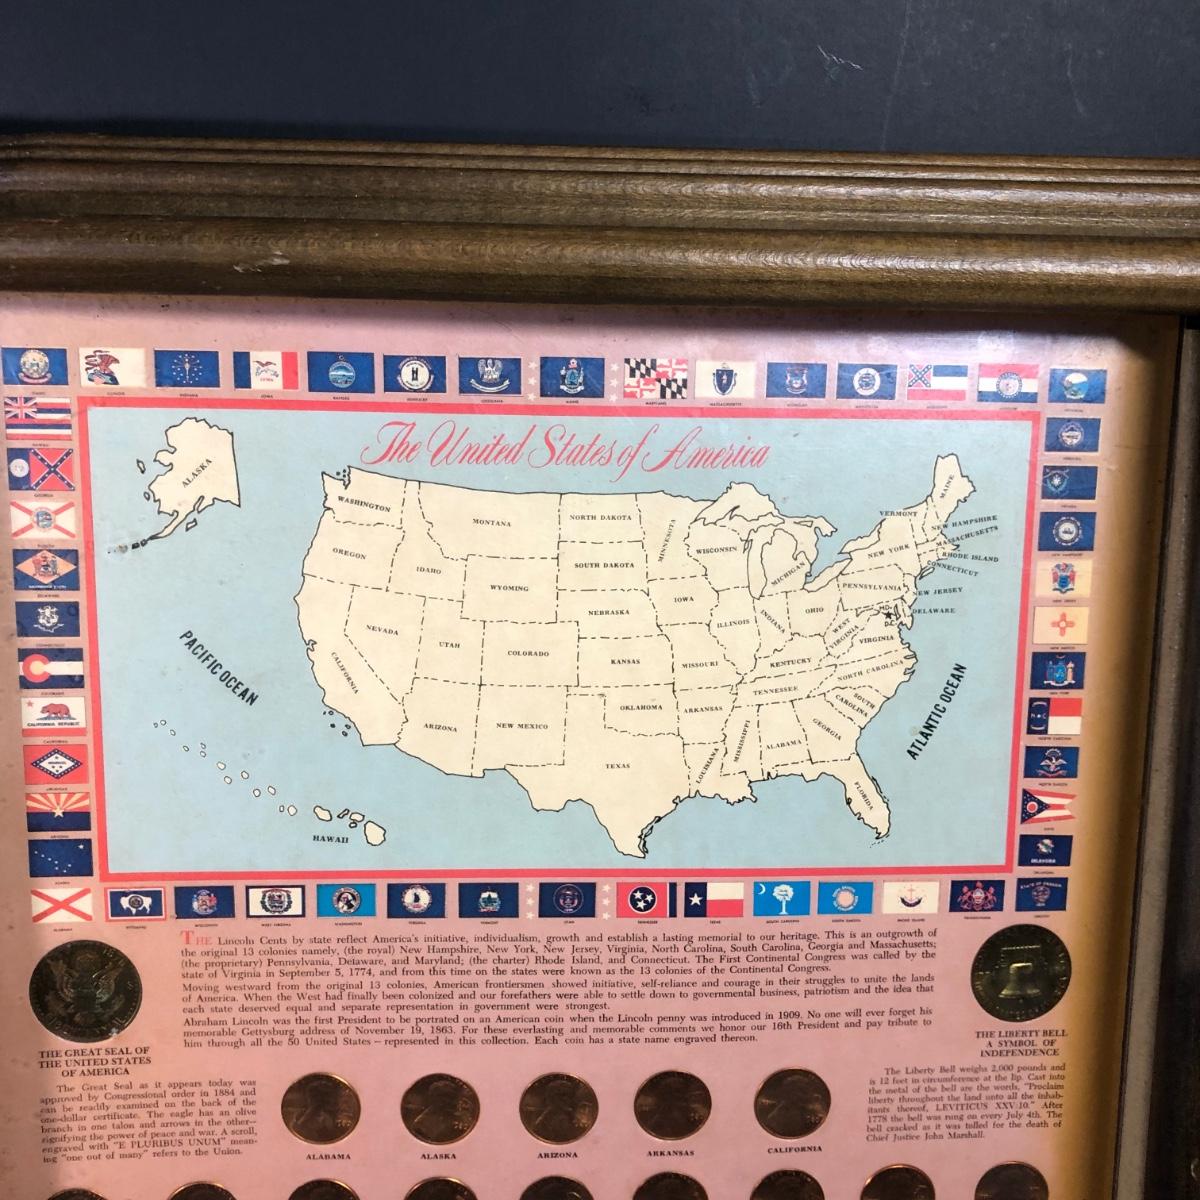 The United States of America
ALASKA
WASHINGTON
MONTANA
NORTH DAKOTA
MINNESOTA
VERMONT
MAINE
NEW HAMPSHIRE
MASSACHUSETTS
RHODE ISLAND
CONNECTICUT
OREGON
IDAHO
SOUTH DAKOTA
WISCONSIN
MICHIGAN
NEW YORK
WYOMING
NEBRASKA
IOWA
PENNSYLVANIA
NEW JERSEY
NEVADA
UTAH
COLORADO
KANSAS
ILLINOIS
INDIANA
OHIO
WEST VIRGINIA
MD.
D.C.
DELAWARE
VIRGINIA
CALIFORNIA
MISSOURI
KENTUCKY
NORTH CAROLINA
TENNESSEE
SOUTH CAROLINA
ARIZONA
NEW MEXICO
OKLAHOMA
ARKANSAS
MISSISSIPPI
ALABAMA
GEORGIA
TEXAS
LOUISIANA
FLORIDA
HAWAII
PACIFIC OCEAN
ATLANTIC OCEAN
CALIFORNIA REPUBLIC
THE Lincoln Cents by state reflect America's initiative, individualism, growth and establish a lasting memorial to our heritage. This is an outgrowth of
the original 13 colonies namely, (the royal) New Hampshire, New York, New Jersey, Virginia, North Carolina, South Carolina, Georgia and Massachusetts;
(the proprietary) Pennsylvania, Delaware, and Maryland; (the charter) Rhode Island, and Connecticut. The First Continental Congress was called by the
state of Virginia in September 5, 1774, and from this time on the states were known as the 13 colonies of the Continental Congress.
Moving westward from the original 13 colonies, American frontiersmen showed initiative, self-reliance and courage in their struggles to unite the lands
of America. When the West had finally been colonized and our forefathers were able to settle down to governmental business, patriotism and the idea that
each state deserved equal and separate representation in government were strongest.
Abraham Lincoln was the first President to be portrated on an American coin when the Lincoln penny was introduced in 1909. No one will ever forget his
memorable Gettysburg address of November 19, 1863. For these everlasting and memorable comments we honor our 16th President and pay tribute to
him through all the 50 United States — represented in this collection. Each coin has a state name engraved thereon.
THE GREAT SEAL OF
THE UNITED STATES
OF AMERICA
The Great Seal as it appears today was
approved by Congressional order in 1884 and
can be readily examined on the back of the
one-dollar certificate. The eagle has an olive
branch in one talon and arrows in the other—
signifying the power of peace and war. A scroll,
engraved with "E PLURIBUS UNUM" mean-
ing "one out of many" refers to the Union.
THE LIBERTY BELL
A SYMBOL OF
INDEPENDENCE
The Liberty Bell weighs 2,000 pounds and
is 12 feet in circumference at the lip. Cast into
the metal of the bell are the words, "Proclaim
liberty throughout the land unto all the inhab-
itants thereof, LEVITICUS XXV:10." After
1778 the bell was rung on every July 4th. The
bell cracked as it was tolled for the death of
Chief Justice John Marshall.
ALABAMA
ALASKA
ARIZONA
ARKANSAS
CALIFORNIA